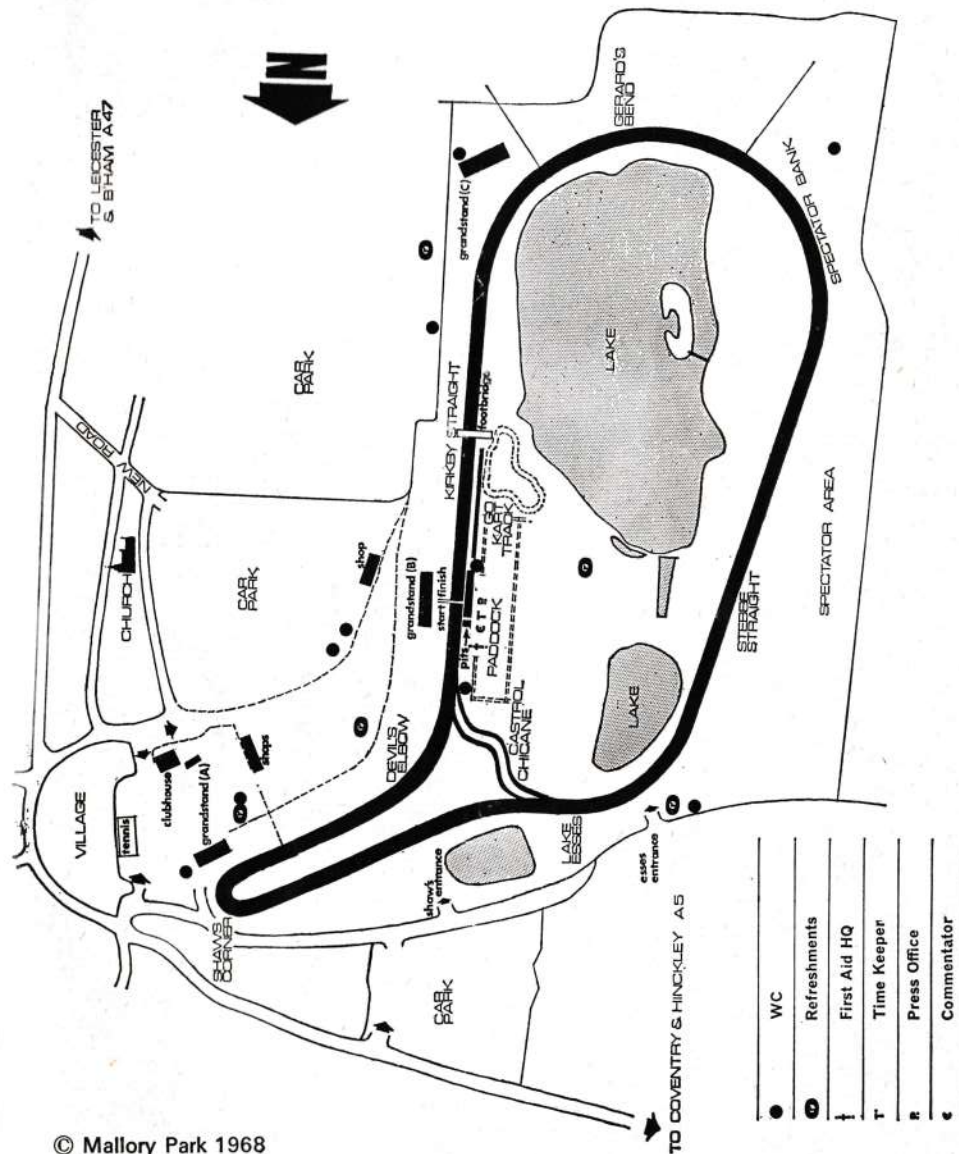 N
TO LEICESTER
& B'HAM A47
NEW ROAD
CHURCH
CAR
PARK
CAR
PARK
shop
VILLAGE
tennis
clubhouse
grandstand (A)
shops
SHAWS
CORNER
DEVILS
ELBOW
grandstand (B)
start finish
KIRKBY STRAIGHT
footbridge
grandstand (C)
GERARD'S
BEND
SPECTATOR BANK
pits
C T P
PADDOCK
GO
KART
TRACK
CASTROL
CHICANE
LAKE
LAKE
STEBBE
STRAIGHT
SPECTATOR AREA
LAKE
ESSES
esses
entrance
shaw's
entrance
CAR
PARK
TO COVENTRY & HINCKLEY A5
WC
Refreshments
First Aid HQ
T Time Keeper
P Press Office
C Commentator
© Mallory Park 1968